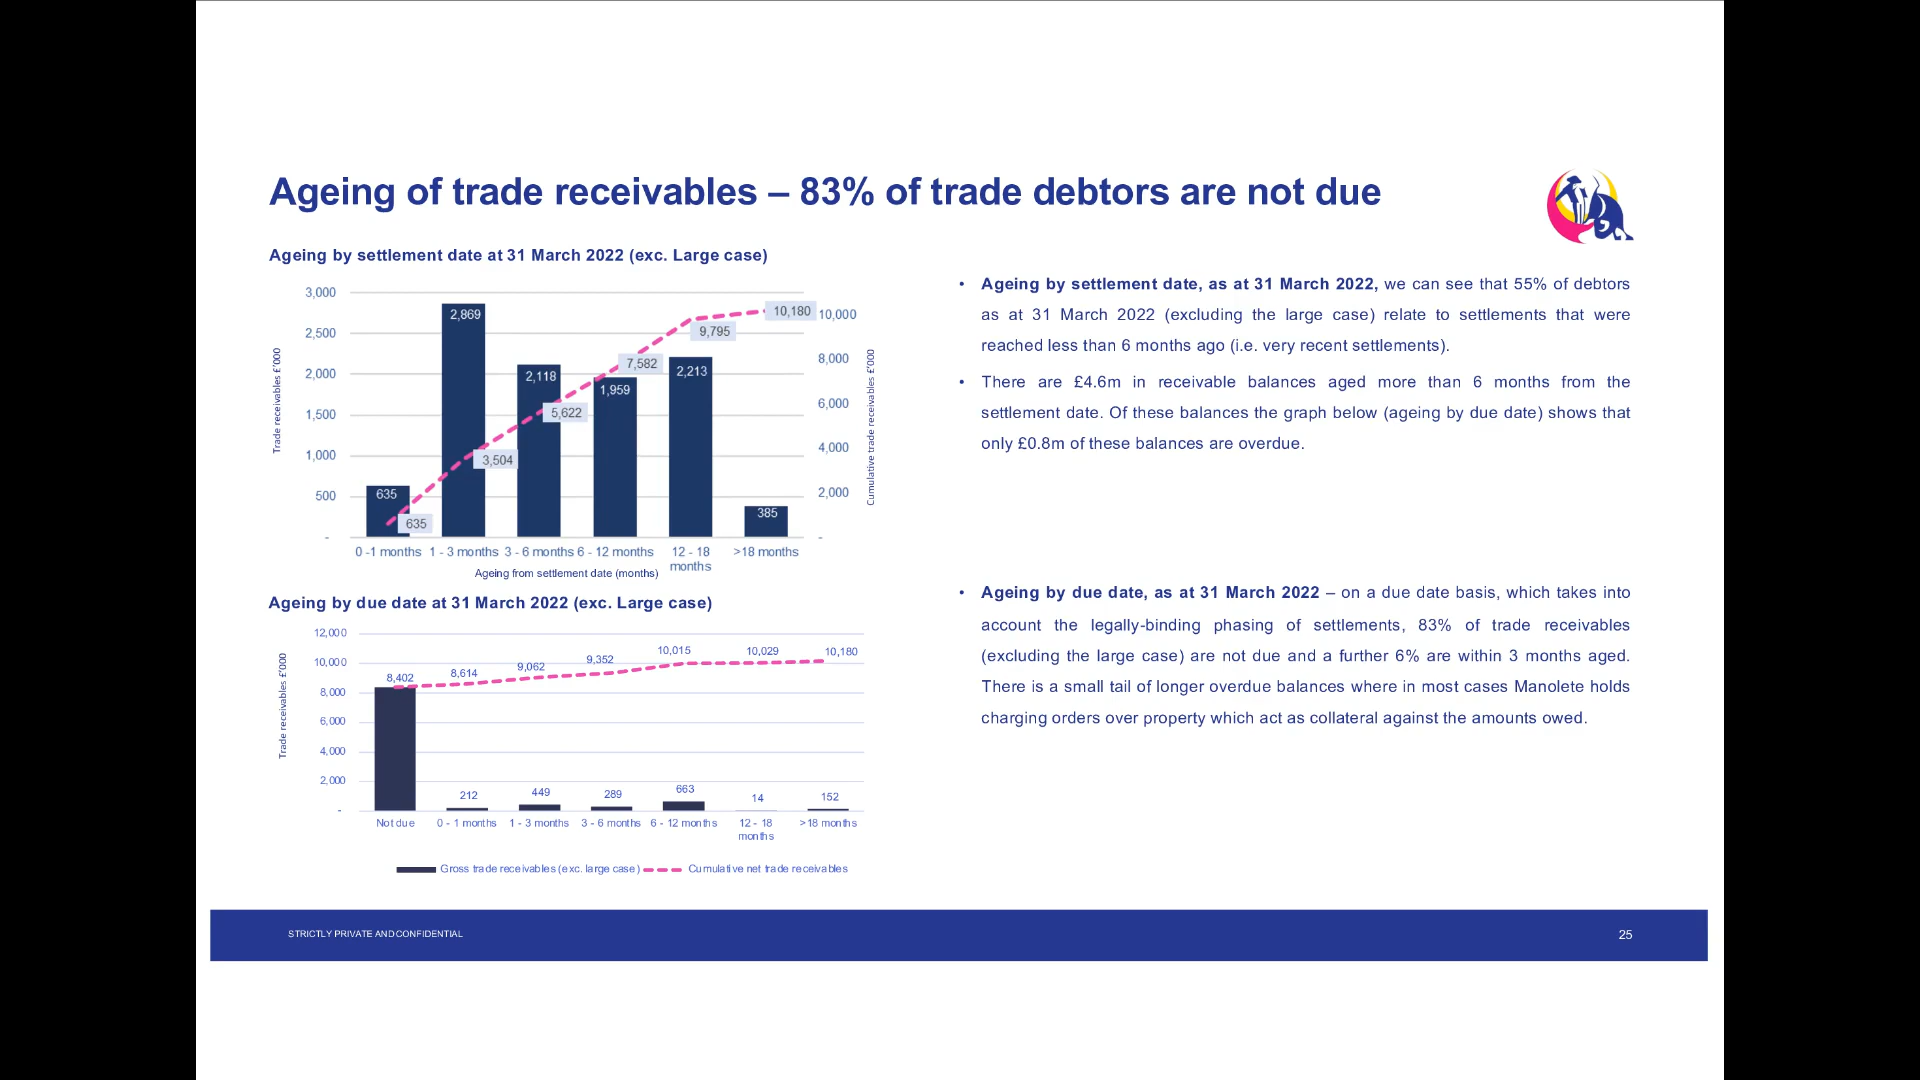 Ageing of trade receivables – 83% of trade debtors are not due
Ageing by settlement date at 31 March 2022 (exc. Large case)
3,000
2,500
2,000
1,500
1,000
500
-
Trade receivables £'000
2,869
2,118
1,959
2,213
635
385
635
3,504
5,622
7,582
9,795
10,180
10,000
8,000
6,000
4,000
2,000
-
Cumulative trade receivables £'000
0 -1 months
1 - 3 months
3 - 6 months
6 - 12 months
12 - 18
months
>18 months
Ageing from settlement date (months)
Ageing by due date at 31 March 2022 (exc. Large case)
12,000
10,000
8,000
6,000
4,000
2,000
-
Trade receivables £'000
8,402
8,614
9,062
9,352
10,015
10,029
10,180
212
449
289
663
14
152
Not due
0 - 1 months
1 - 3 months
3 - 6 months
6 - 12 months
12 - 18
months
>18 months
Gross trade receivables (exc. large case)
Cumulative net trade receivables
• Ageing by settlement date, as at 31 March 2022, we can see that 55% of debtors
as at 31 March 2022 (excluding the large case) relate to settlements that were
reached less than 6 months ago (i.e. very recent settlements).
• There are £4.6m in receivable balances aged more than 6 months from the
settlement date. Of these balances the graph below (ageing by due date) shows that
only £0.8m of these balances are overdue.
• Ageing by due date, as at 31 March 2022 – on a due date basis, which takes into
account the legally-binding phasing of settlements, 83% of trade receivables
(excluding the large case) are not due and a further 6% are within 3 months aged.
There is a small tail of longer overdue balances where in most cases Manolete holds
charging orders over property which act as collateral against the amounts owed.
STRICTLY PRIVATE AND CONFIDENTIAL
25